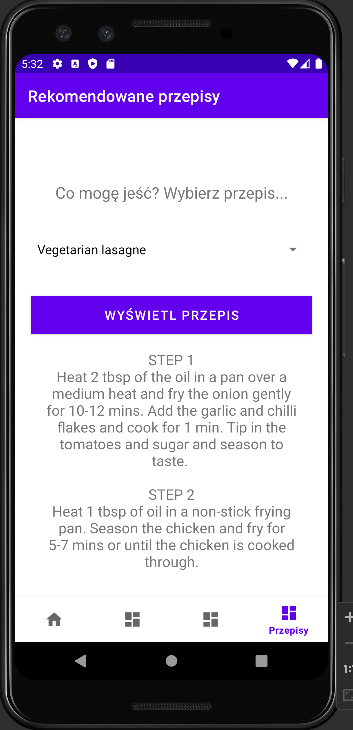 5:32
Rekomendowane przepisy
Co mogę jeść? Wybierz przepis...
Vegetarian lasagne
WYŚWIETL PRZEPIS
STEP 1
Heat 2 tbsp of the oil in a pan over a
medium heat and fry the onion gently
for 10-12 mins. Add the garlic and chilli
flakes and cook for 1 min. Tip in the
tomatoes and sugar and season to
taste.
STEP 2
Heat 1 tbsp of oil in a non-stick frying
pan. Season the chicken and fry for
5-7 mins or until the chicken is cooked
through.
Przepisy